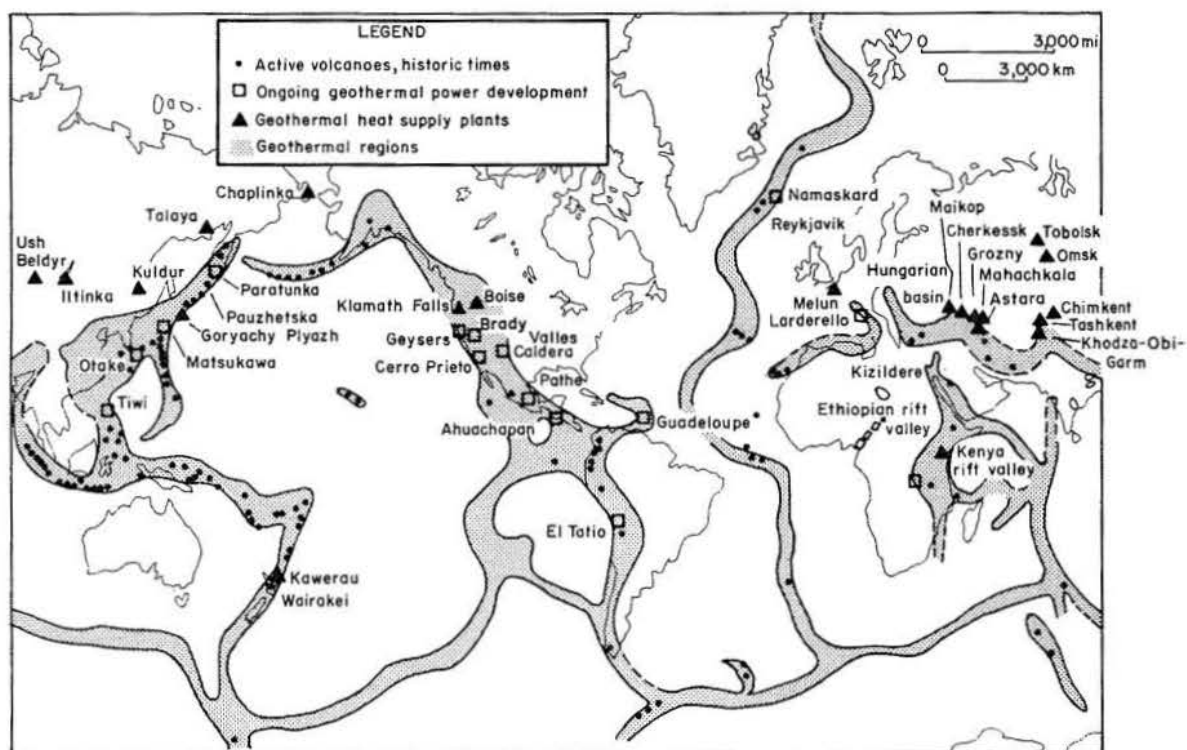 LEGEND
Active volcanoes, historic times
Ongoing geothermal power development
Geothermal heat supply plants
Geothermal regions
0 3,000 mi
0 3,000 km
Chaplinka
Talaya
Ush
Beldyr
Iltinka
Kuldur
Paratunka
Pauzhetska
Goryachy Plyazh
Matsukawa
Otake
Tiwi
Kawerau
Wairakei
Klamath Falls
Boise
Geysers
Brady
Valles
Caldera
Cerro Prieto
Pathe
Ahuachapan
Guadeloupe
El Tatio
Namaskard
Reykjavik
Melun
Larderello
Hungarian
basin
Maikop
Cherkessk
Grozny
Mahachkala
Astara
Tobolsk
Omsk
Chimkent
Tashkent
Khodza-Obi-
Garm
Kizildere
Ethiopian rift
valley
Kenya
rift valley